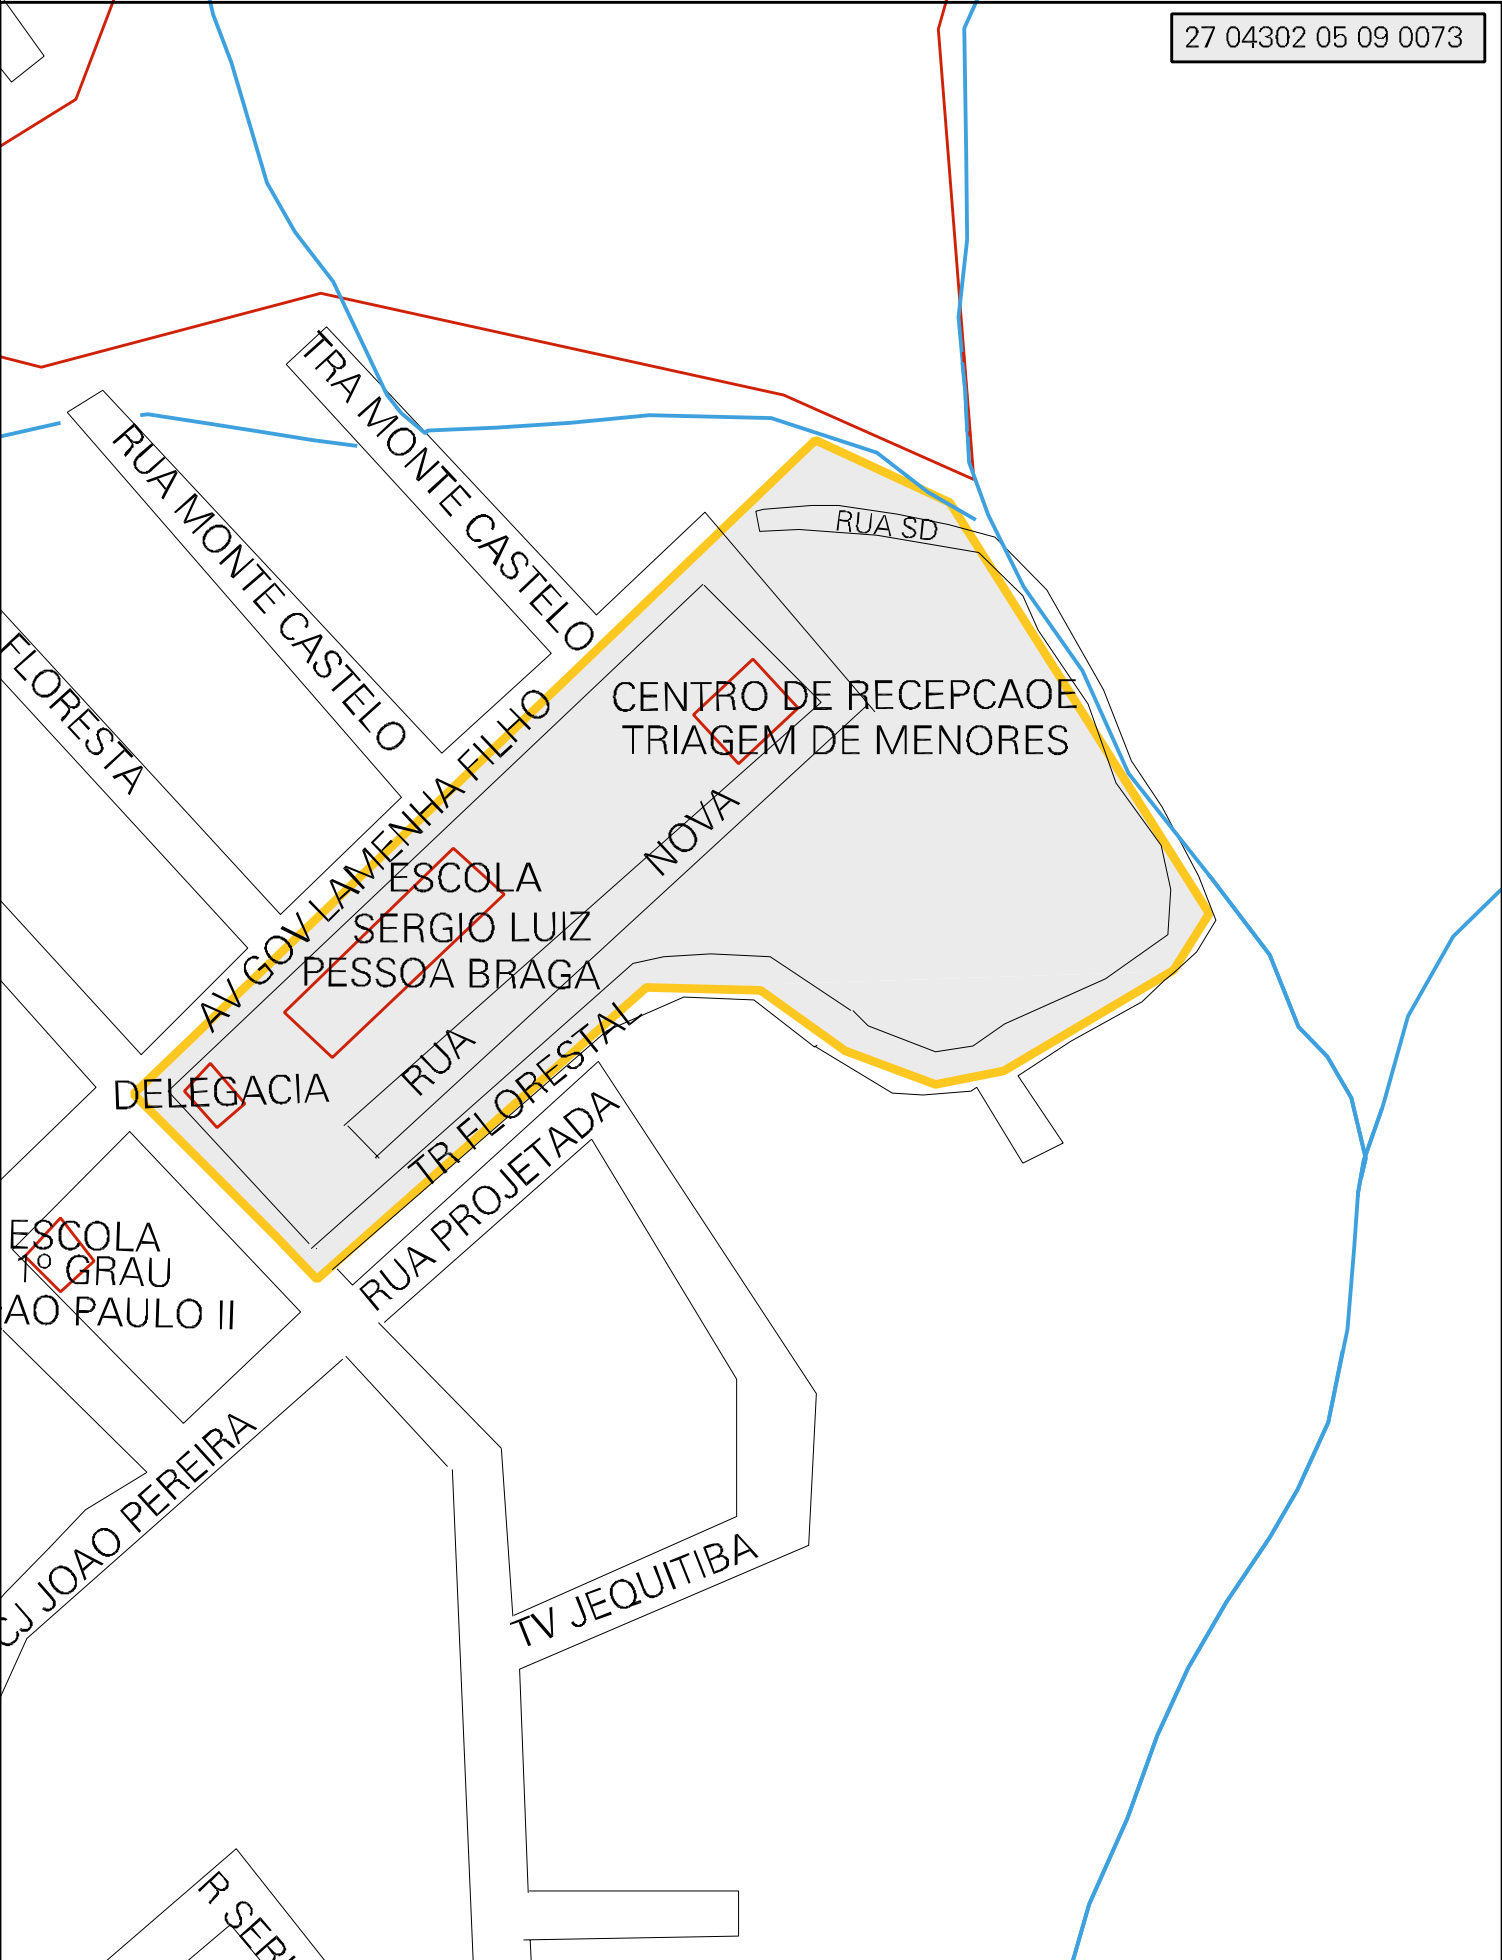 27 04302 05 09 0073
TRA MONTE CASTELO
RUA MONTE CASTELO
RUA SD
FLORESTA
CENTRO DE RECEPCAOE
TRIAGEM DE MENORES
AV GOV LAMENHA FILHO
RUA NOVA
ESCOLA
SERGIO LUIZ
PESSOA BRAGA
DELEGACIA
TR FLORESTAL
RUA PROJETADA
ESCOLA
1º GRAU
AO PAULO II
CJ JOAO PEREIRA
TV JEQUITIBA
R